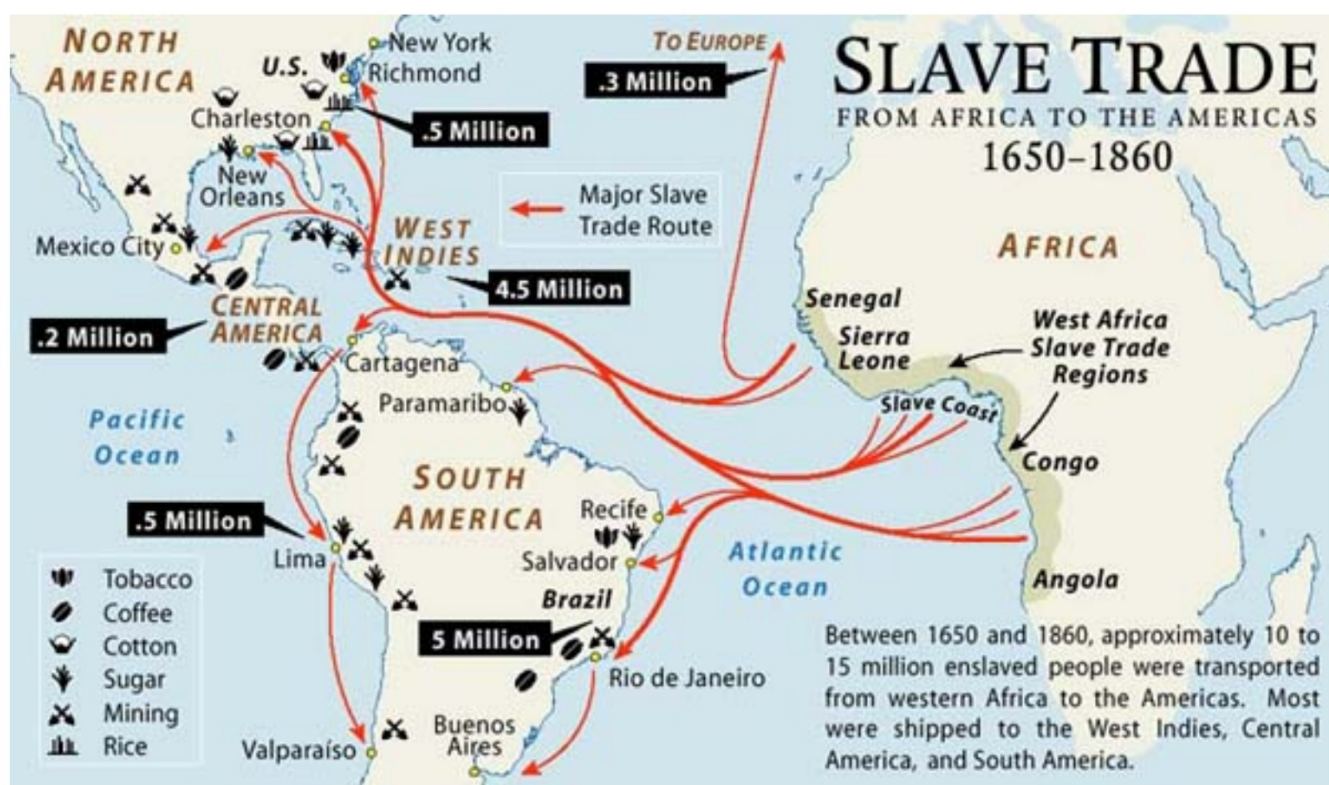 SLAVE TRADE
FROM AFRICA TO THE AMERICAS
1650–1860
NORTH
AMERICA
U.S.
New York
Richmond
Charleston
.5 Million
New
Orleans
Mexico City
TO EUROPE
.3 Million
Major Slave
Trade Route
WEST
INDIES
4.5 Million
CENTRAL
AMERICA
.2 Million
Cartagena
Paramaribo
Pacific
Ocean
SOUTH
AMERICA
.5 Million
Lima
Recife
Salvador
Brazil
5 Million
Rio de Janeiro
Buenos
Aires
Valparaíso
Atlantic
Ocean
AFRICA
Senegal
Sierra
Leone
West Africa
Slave Trade
Regions
Slave Coast
Congo
Angola
Tobacco
Coffee
Cotton
Sugar
Mining
Rice
Between 1650 and 1860, approximately 10 to
15 million enslaved people were transported
from western Africa to the Americas. Most
were shipped to the West Indies, Central
America, and South America.